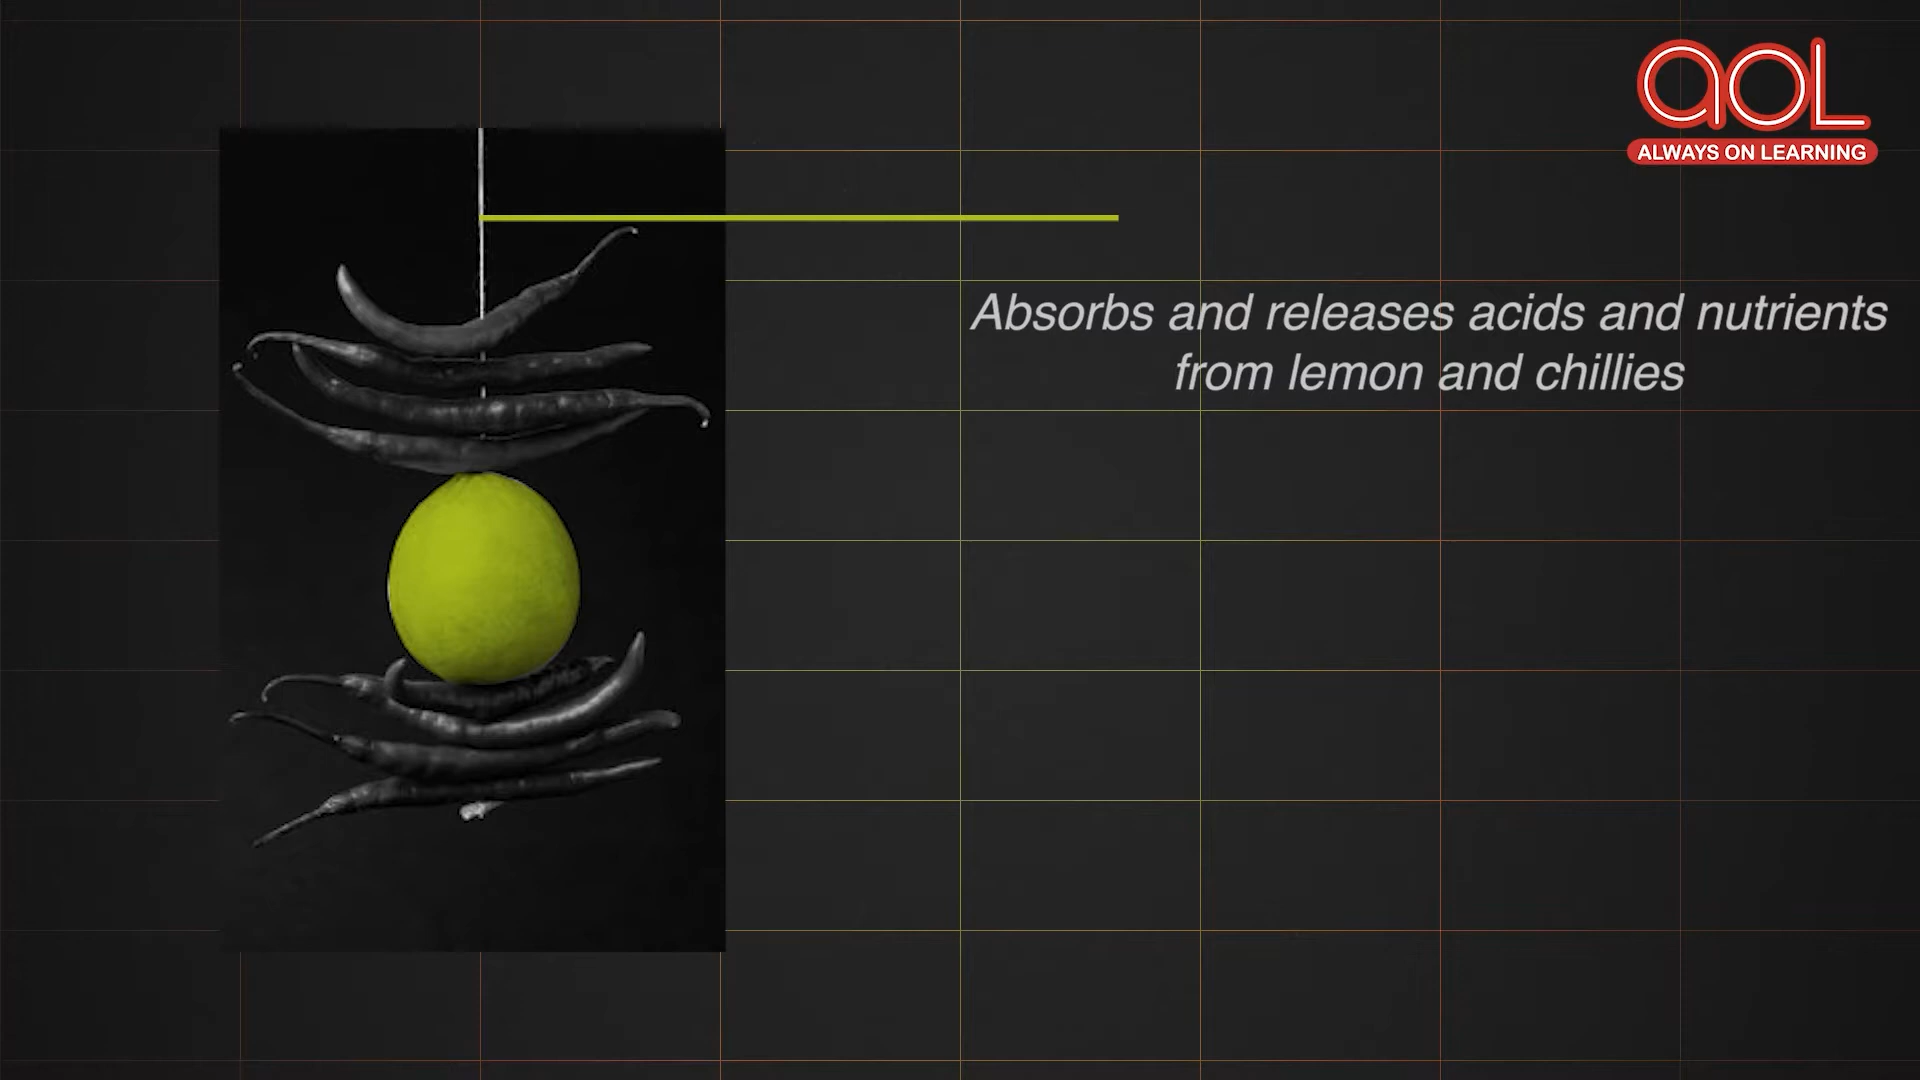 aOL
ALWAYS ON LEARNING
Absorbs and releases acids and nutrients
from lemon and chillies